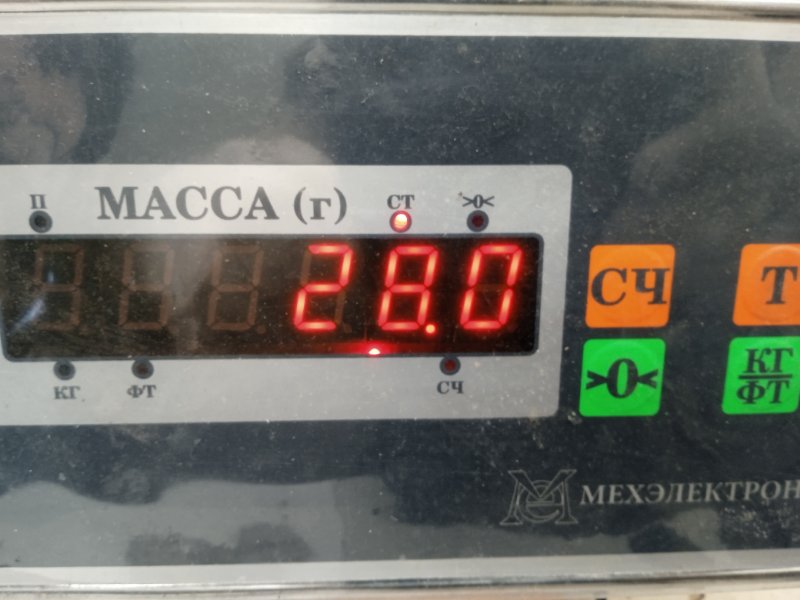 П МАССА (г) СТ >0<
28.0
КГ ФТ СЧ
СЧ Т
>0< КГ/ФТ
МЕХЭЛЕКТРОН